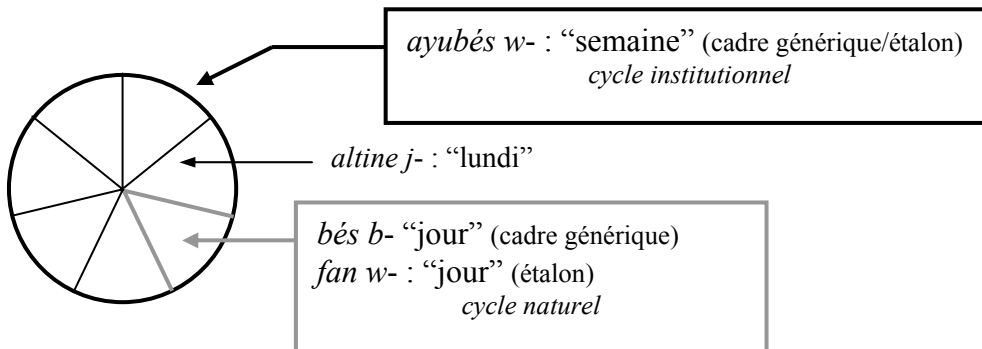 ayubés w- : “semaine” (cadre générique/étalon)
cycle institutionnel
altine j- : “lundi”
bés b- “jour” (cadre générique)
fan w- : “jour” (étalon)
cycle naturel